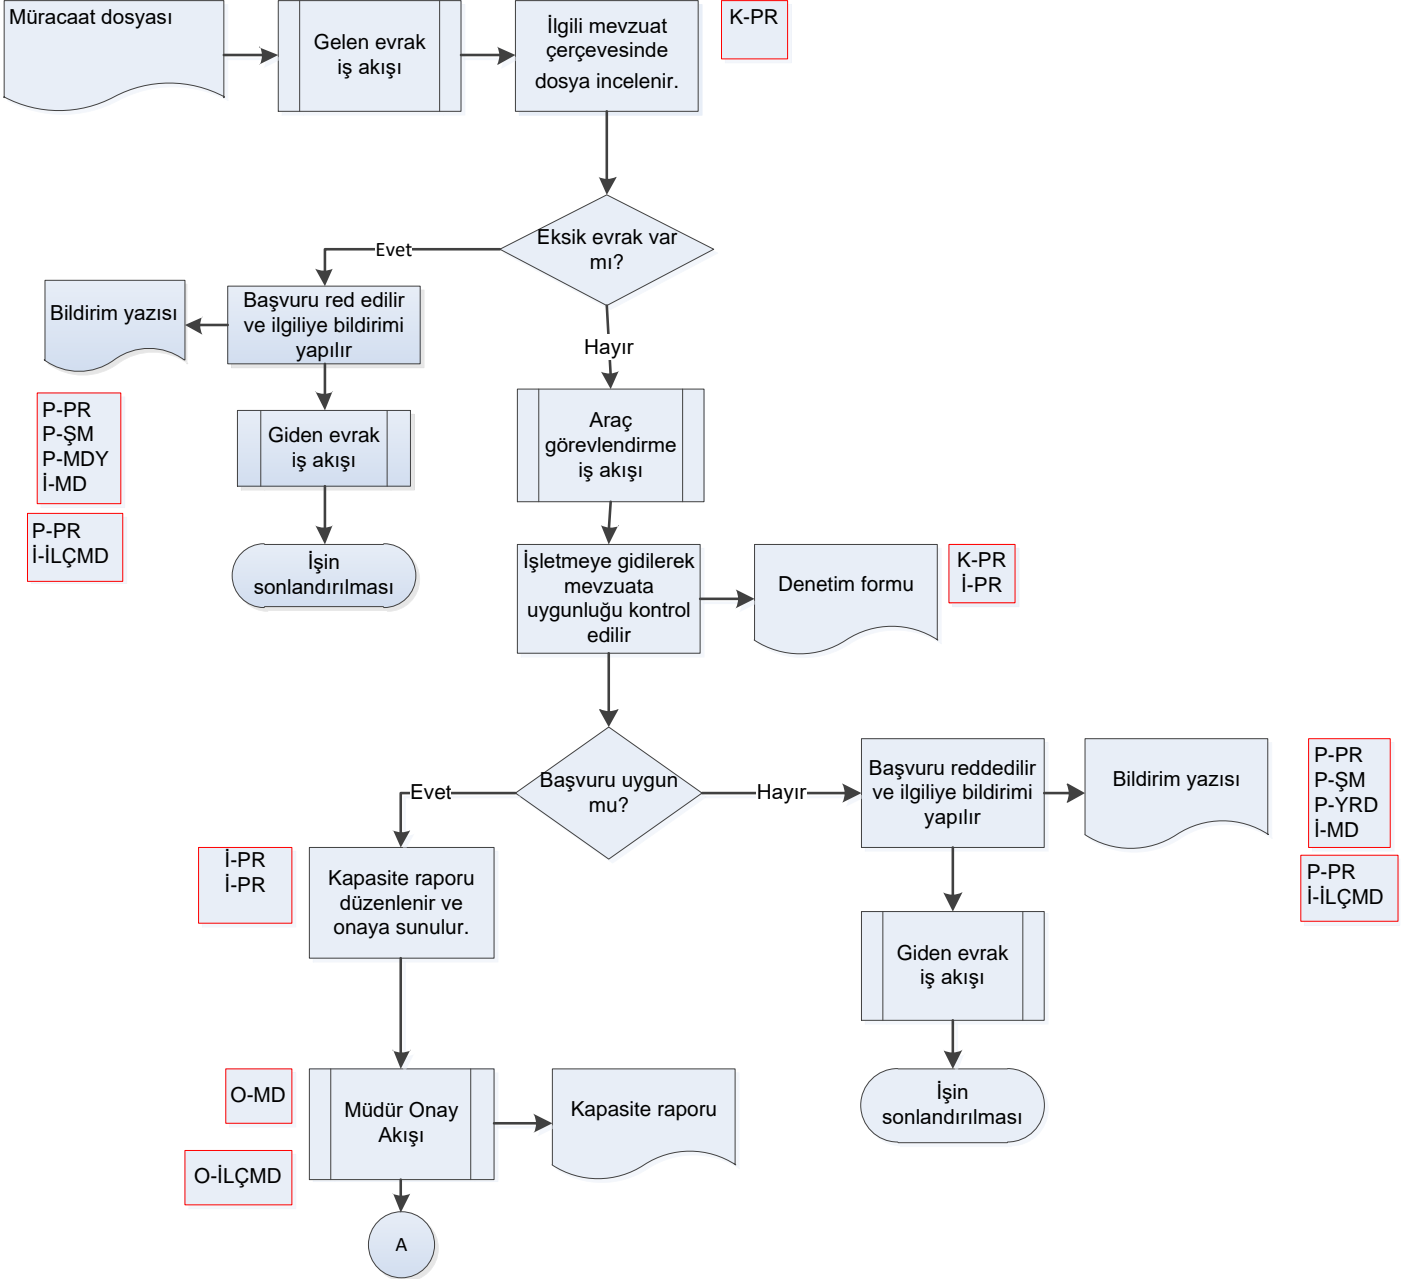 Müracaat dosyası
Gelen evrak
iş akışı
İlgili mevzuat
çerçevesinde
dosya incelenir.
K-PR
Eksik evrak var
mı?
Evet
Başvuru red edilir
ve ilgiliye bildirimi
yapılır
Bildirim yazısı
Hayır
P-PR
P-ŞM
P-MDY
İ-MD
Giden evrak
iş akışı
Araç
görevlendirme
iş akışı
P-PR
İ-İLÇMD
İşin
sonlandırılması
İşletmeye gidilerek
mevzuata
uygunluğu kontrol
edilir
Denetim formu
K-PR
İ-PR
Başvuru uygun
mu?
Evet
Hayır
Başvuru reddedilir
ve ilgiliye bildirimi
yapılır
Bildirim yazısı
P-PR
P-ŞM
P-YRD
İ-MD
P-PR
İ-İLÇMD
İ-PR
İ-PR
Kapasite raporu
düzenlenir ve
onaya sunulur.
Giden evrak
iş akışı
O-MD
Müdür Onay
Akışı
Kapasite raporu
İşin
sonlandırılması
O-İLÇMD
A